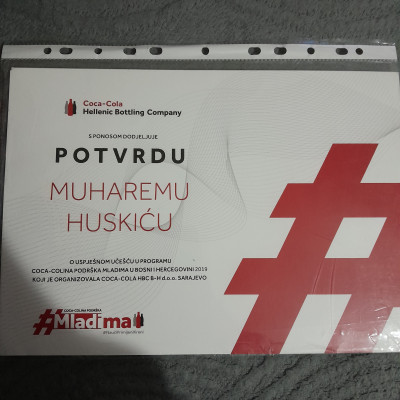 Coca-Cola
Hellenic Bottling Company
S PONOSOM DODJELJUJE
POTVRDU
MUHAREMU
HUSKIĆU
O USPJEŠNOM UČEŠĆU U PROGRAMU
COCA-COLINA PODRŠKA MLADIMA U BOSNI I HERCEGOVINI 2019
KOJI JE ORGANIZOVALA COCA-COLA HBC B-H d.o.o. SARAJEVO
COCA-COLINA PODRŠKA
#Mladima